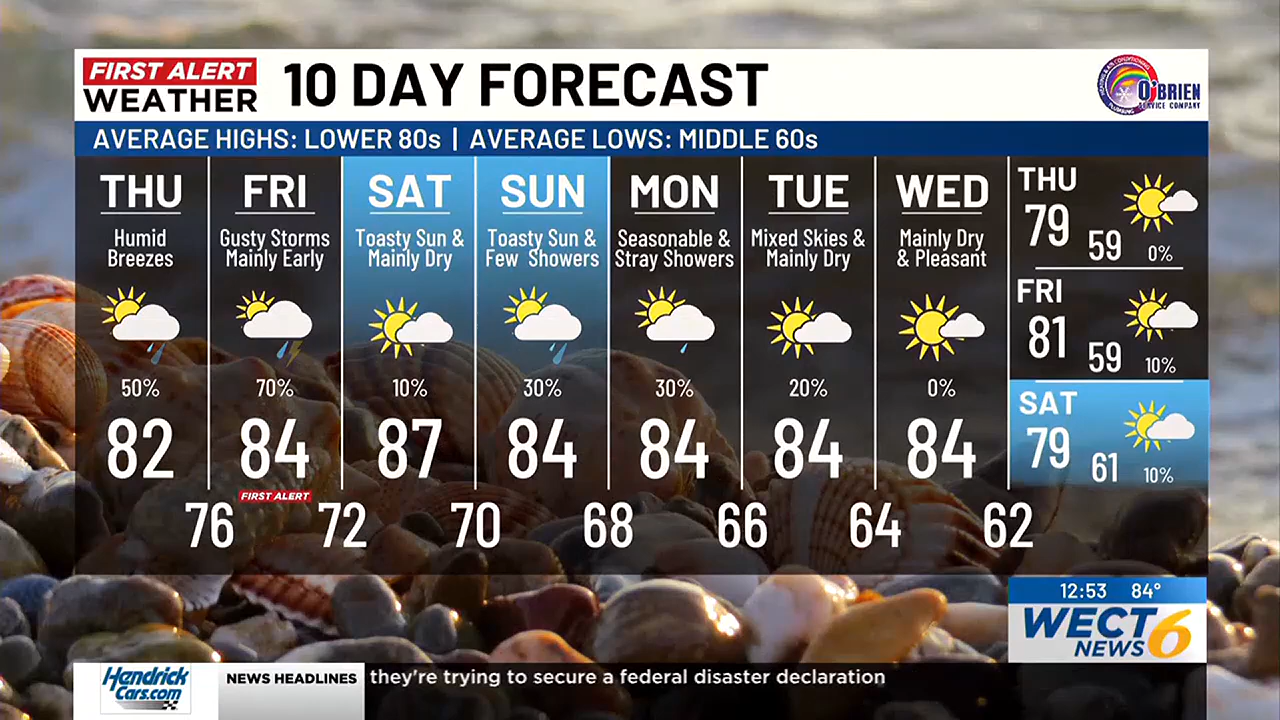 FIRST ALERT
WEATHER
10 DAY FORECAST
O'BRIEN
SERVICE COMPANY
AVERAGE HIGHS: LOWER 80s | AVERAGE LOWS: MIDDLE 60s
THU
Humid
Breezes
50%
82
FRI
Gusty Storms
Mainly Early
70%
84
FIRST ALERT
SAT
Toasty Sun &
Mainly Dry
10%
87
SUN
Toasty Sun &
Few Showers
30%
84
MON
Seasonable &
Stray Showers
30%
84
TUE
Mixed Skies &
Mainly Dry
20%
84
WED
Mainly Dry
& Pleasant
0%
84
THU
79 59 0%
FRI
81 59 10%
SAT
79 61 10%
76 72 70 68 66 64 62
12:53 84°
WECT 6
NEWS
Hendrick
Cars.com
NEWS HEADLINES
they're trying to secure a federal disaster declaration